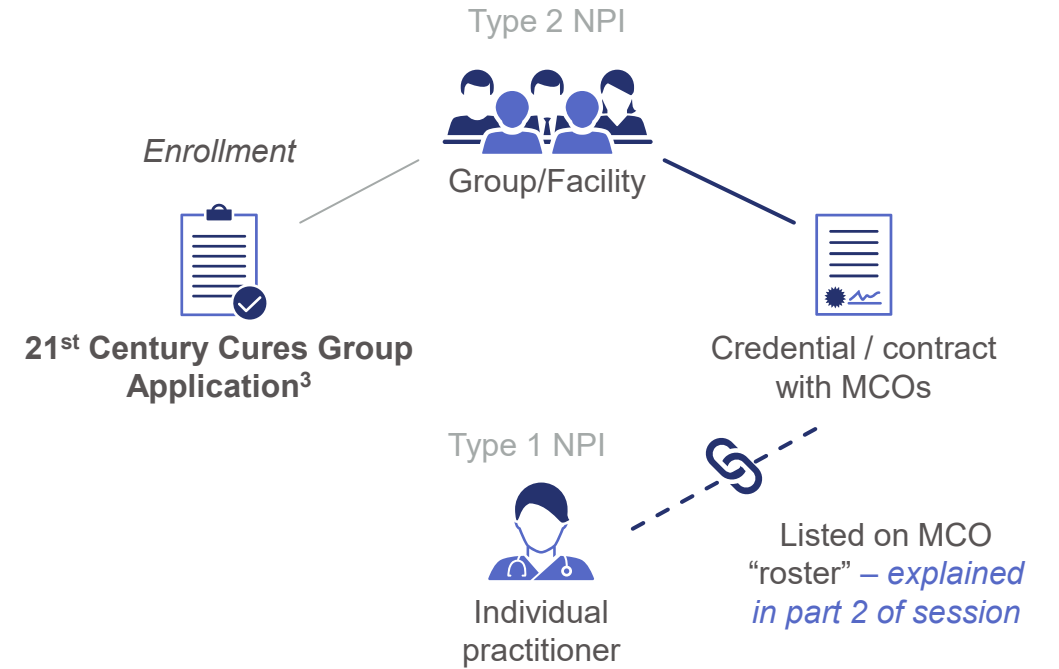 Type 2 NPI
Enrollment
Group/Facility
21st Century Cures Group
Application3
Credential / contract
with MCOs
Type 1 NPI
Listed on MCO
“roster” – explained
in part 2 of session
Individual
practitioner